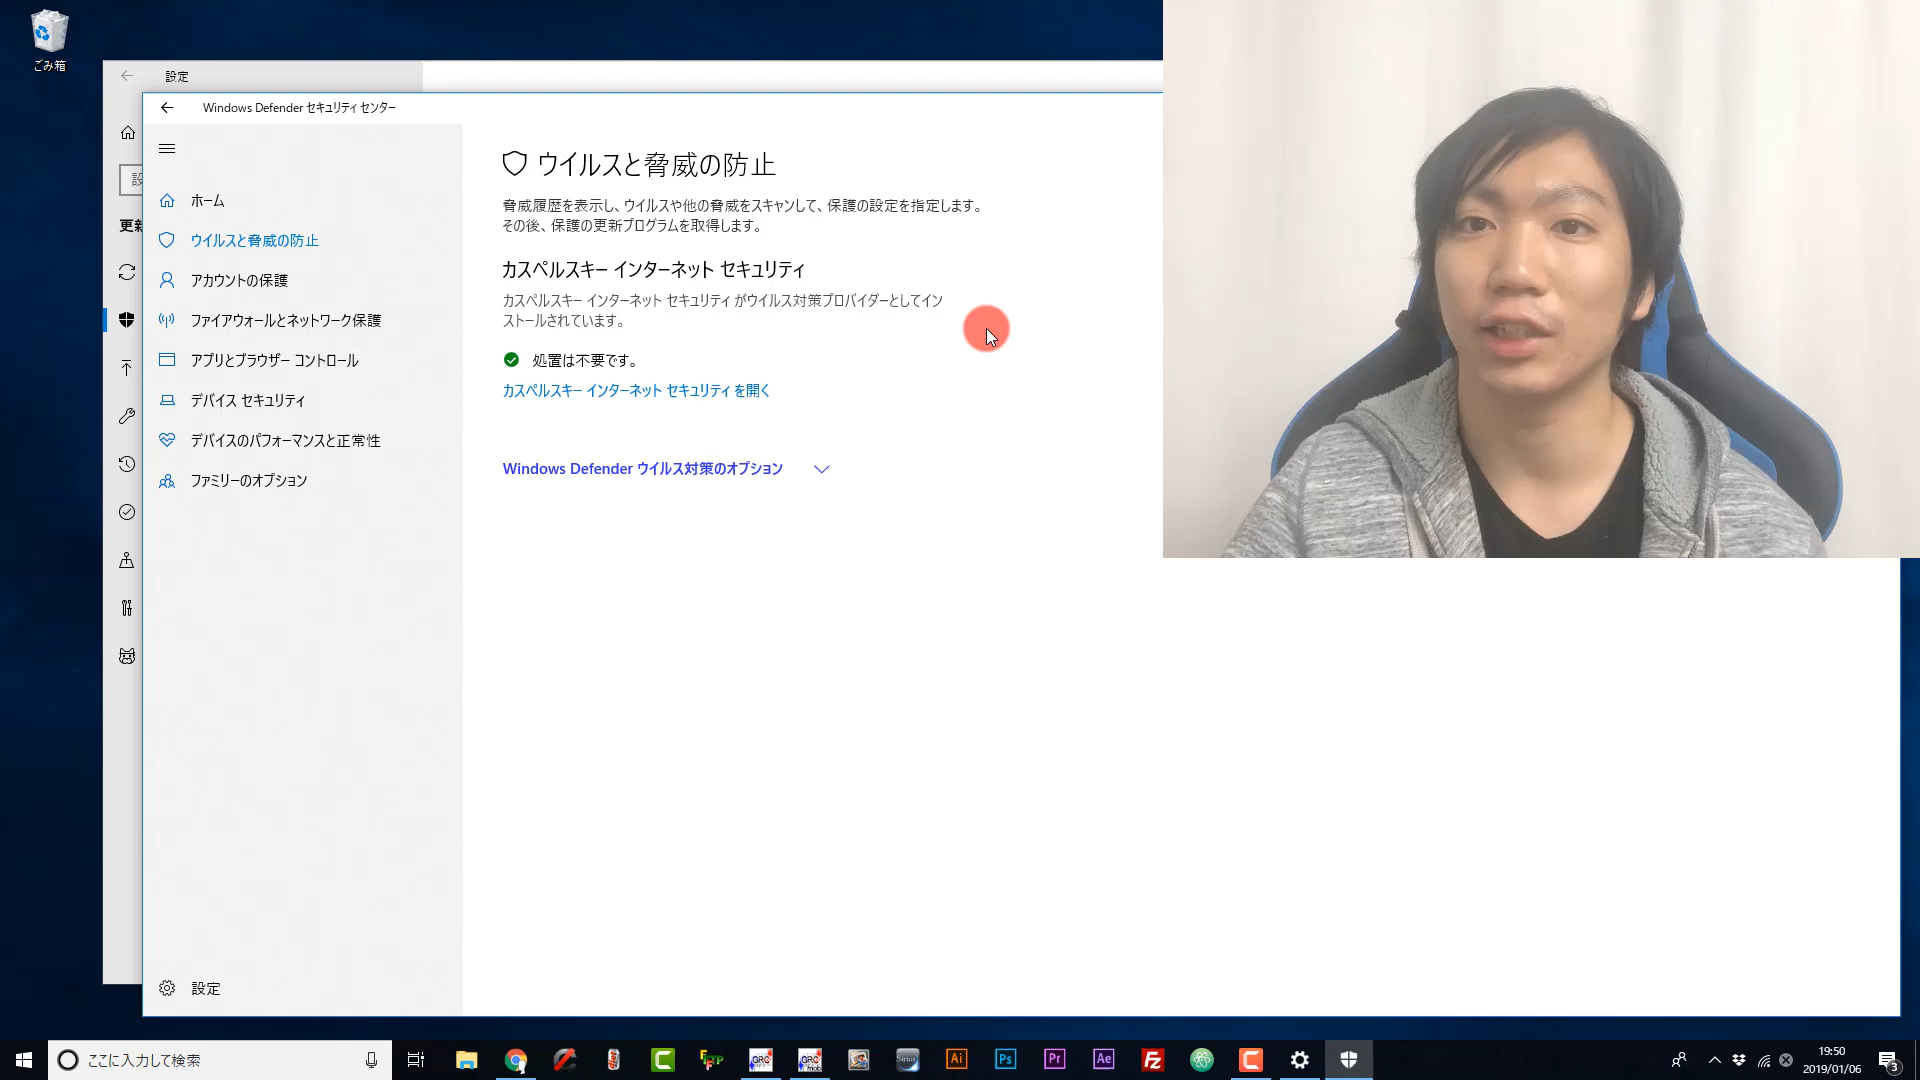 ごみ箱
設定
Windows Defender セキュリティ センター
ウイルスと脅威の防止
脅威履歴を表示し、ウイルスや他の脅威をスキャンして、保護の設定を指定します。
その後、保護の更新プログラムを取得します。
ホーム
ウイルスと脅威の防止
アカウントの保護
ファイアウォールとネットワーク保護
アプリとブラウザー コントロール
デバイス セキュリティ
デバイスのパフォーマンスと正常性
ファミリーのオプション
設定
設
更新
カスペルスキー インターネット セキュリティ
カスペルスキー インターネット セキュリティ がウイルス対策プロバイダーとしてイン
ストールされています。
処置は不要です。
カスペルスキー インターネット セキュリティ を開く
Windows Defender ウイルス対策のオプション
ここに入力して検索
FFTP
GRC
GRC
mobi
Sirius
Ai
Ps
Pr
Ae
Fz
19:50
2019/01/06
3